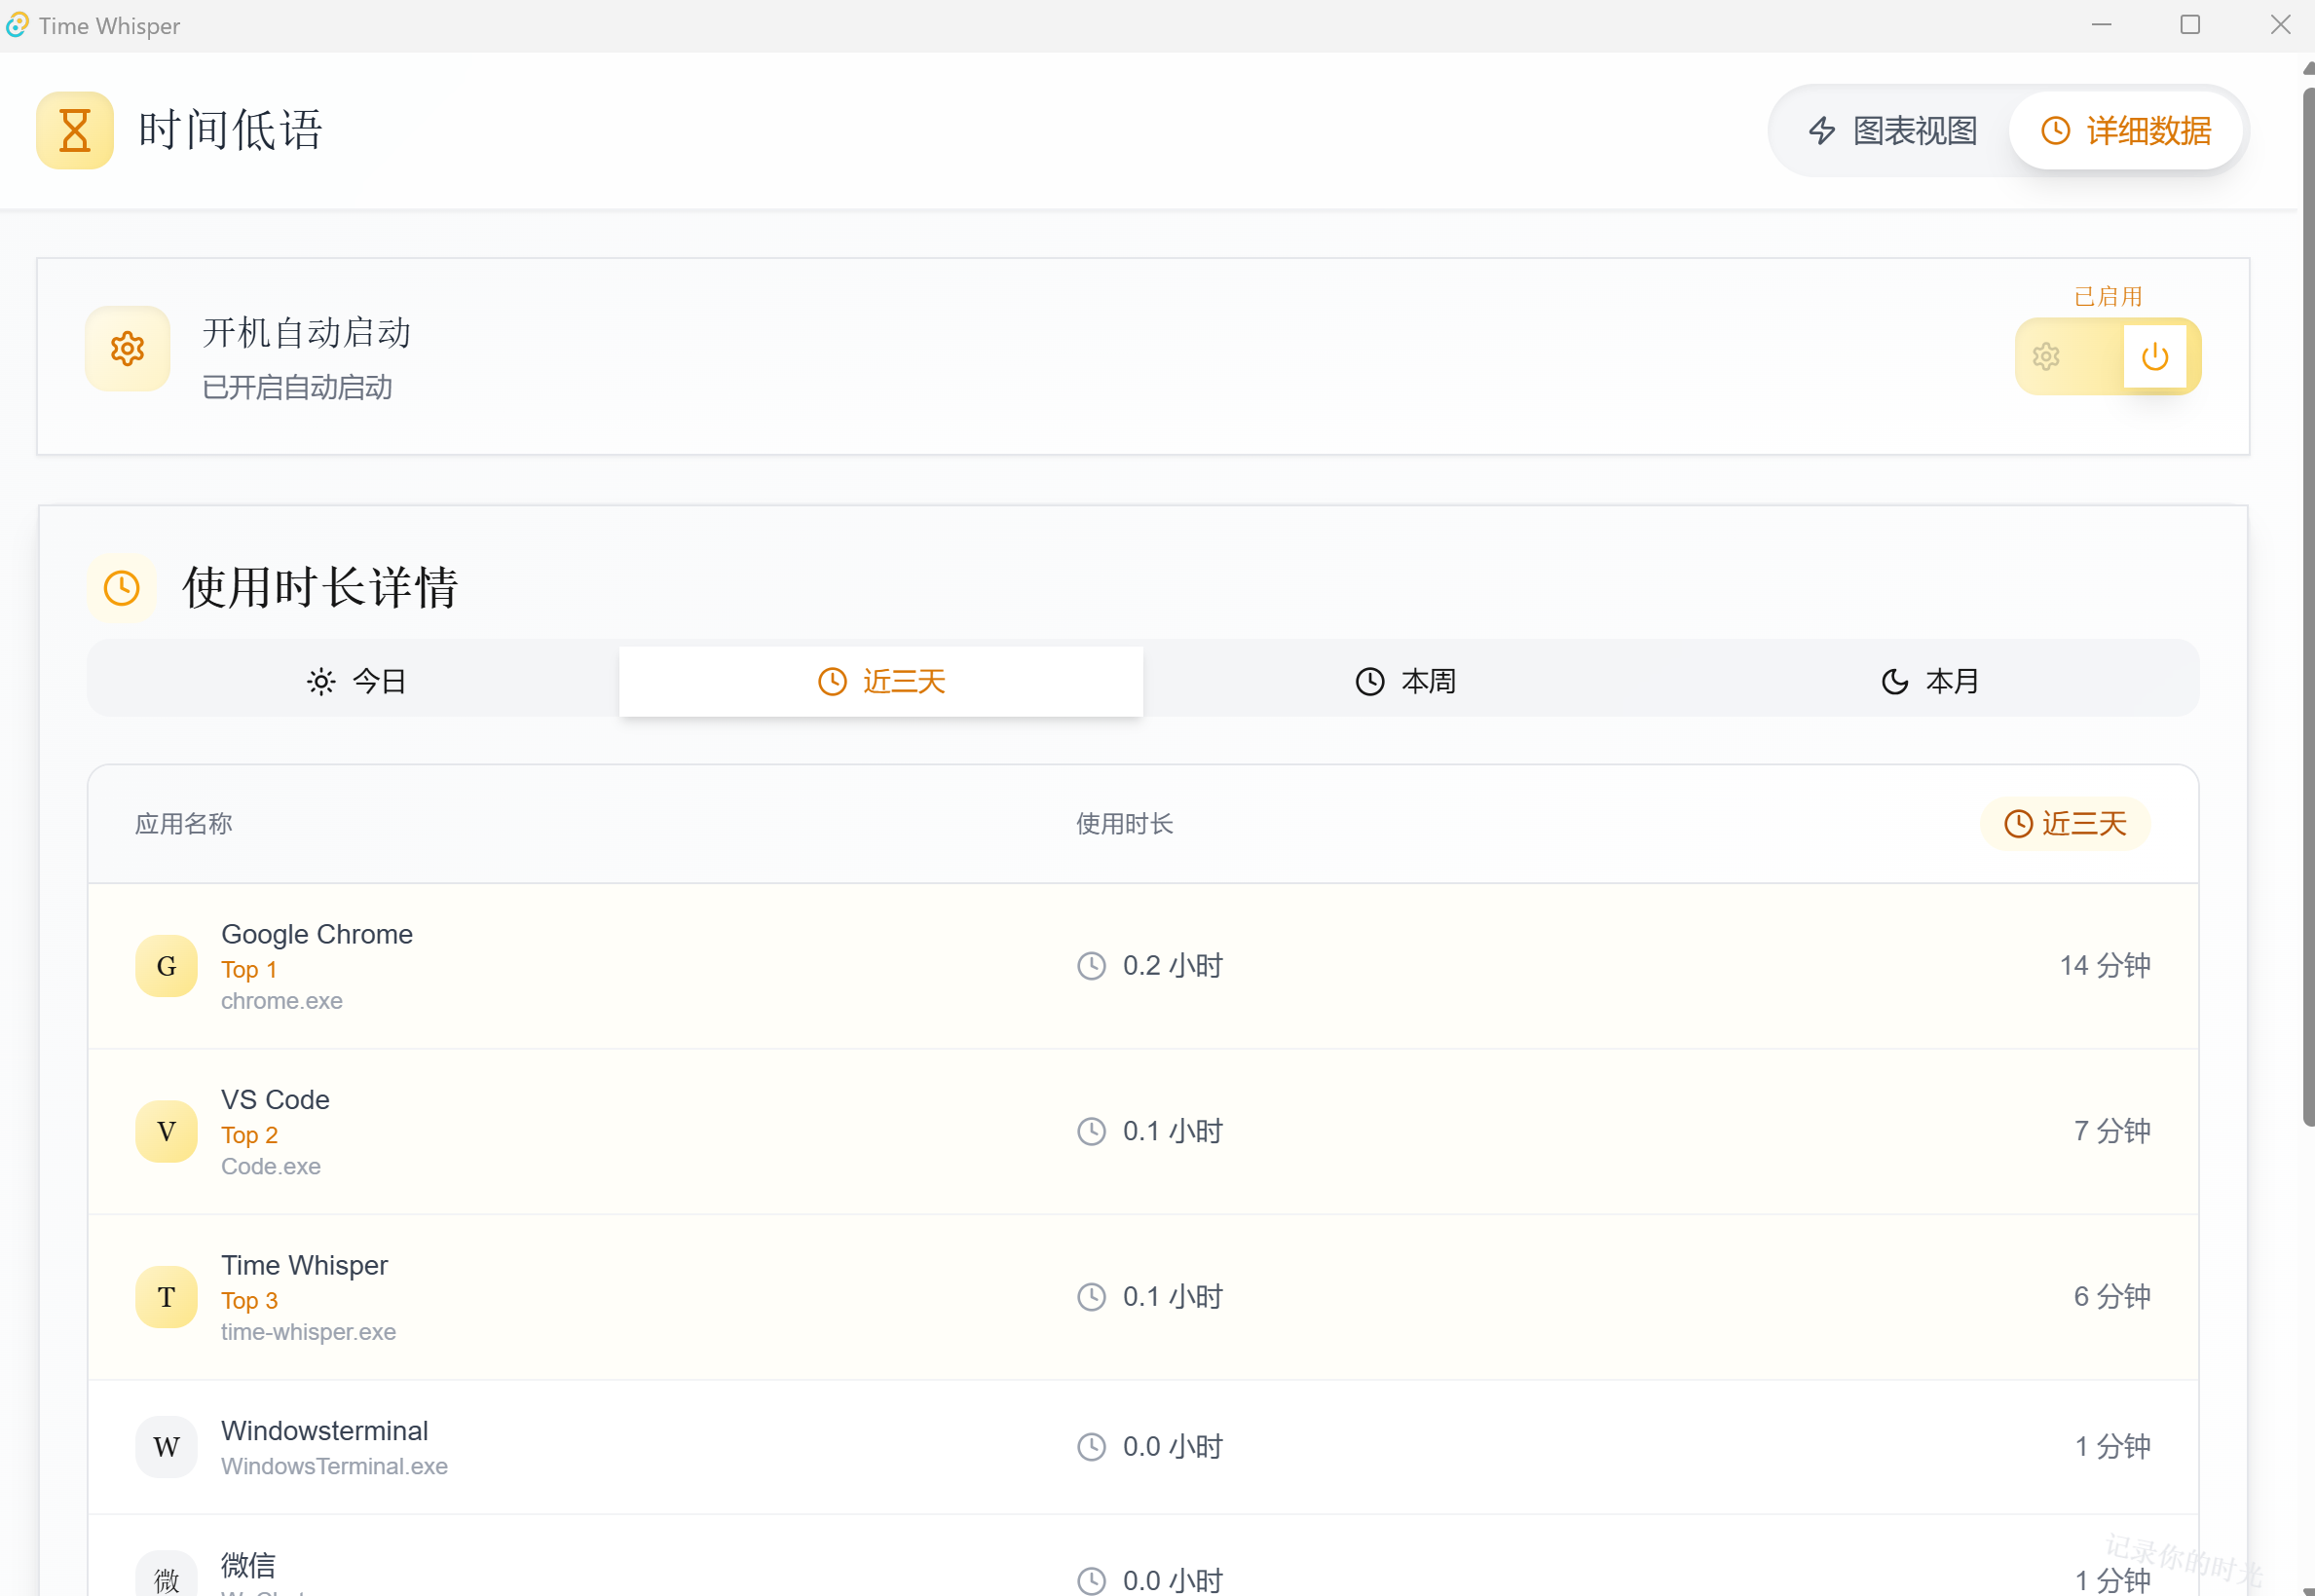 Time Whisper
时间低语
图表视图
详细数据
已启用
开机自动启动
已开启自动启动
使用时长详情
今日
近三天
本周
本月
应用名称
使用时长
近三天
G
Google Chrome
Top 1
chrome.exe
0.2 小时
14 分钟
V
VS Code
Top 2
Code.exe
0.1 小时
7 分钟
T
Time Whisper
Top 3
time-whisper.exe
0.1 小时
6 分钟
W
Windowsterminal
WindowsTerminal.exe
0.0 小时
1 分钟
微
微信
0.0 小时
1 分钟
记录你的时光